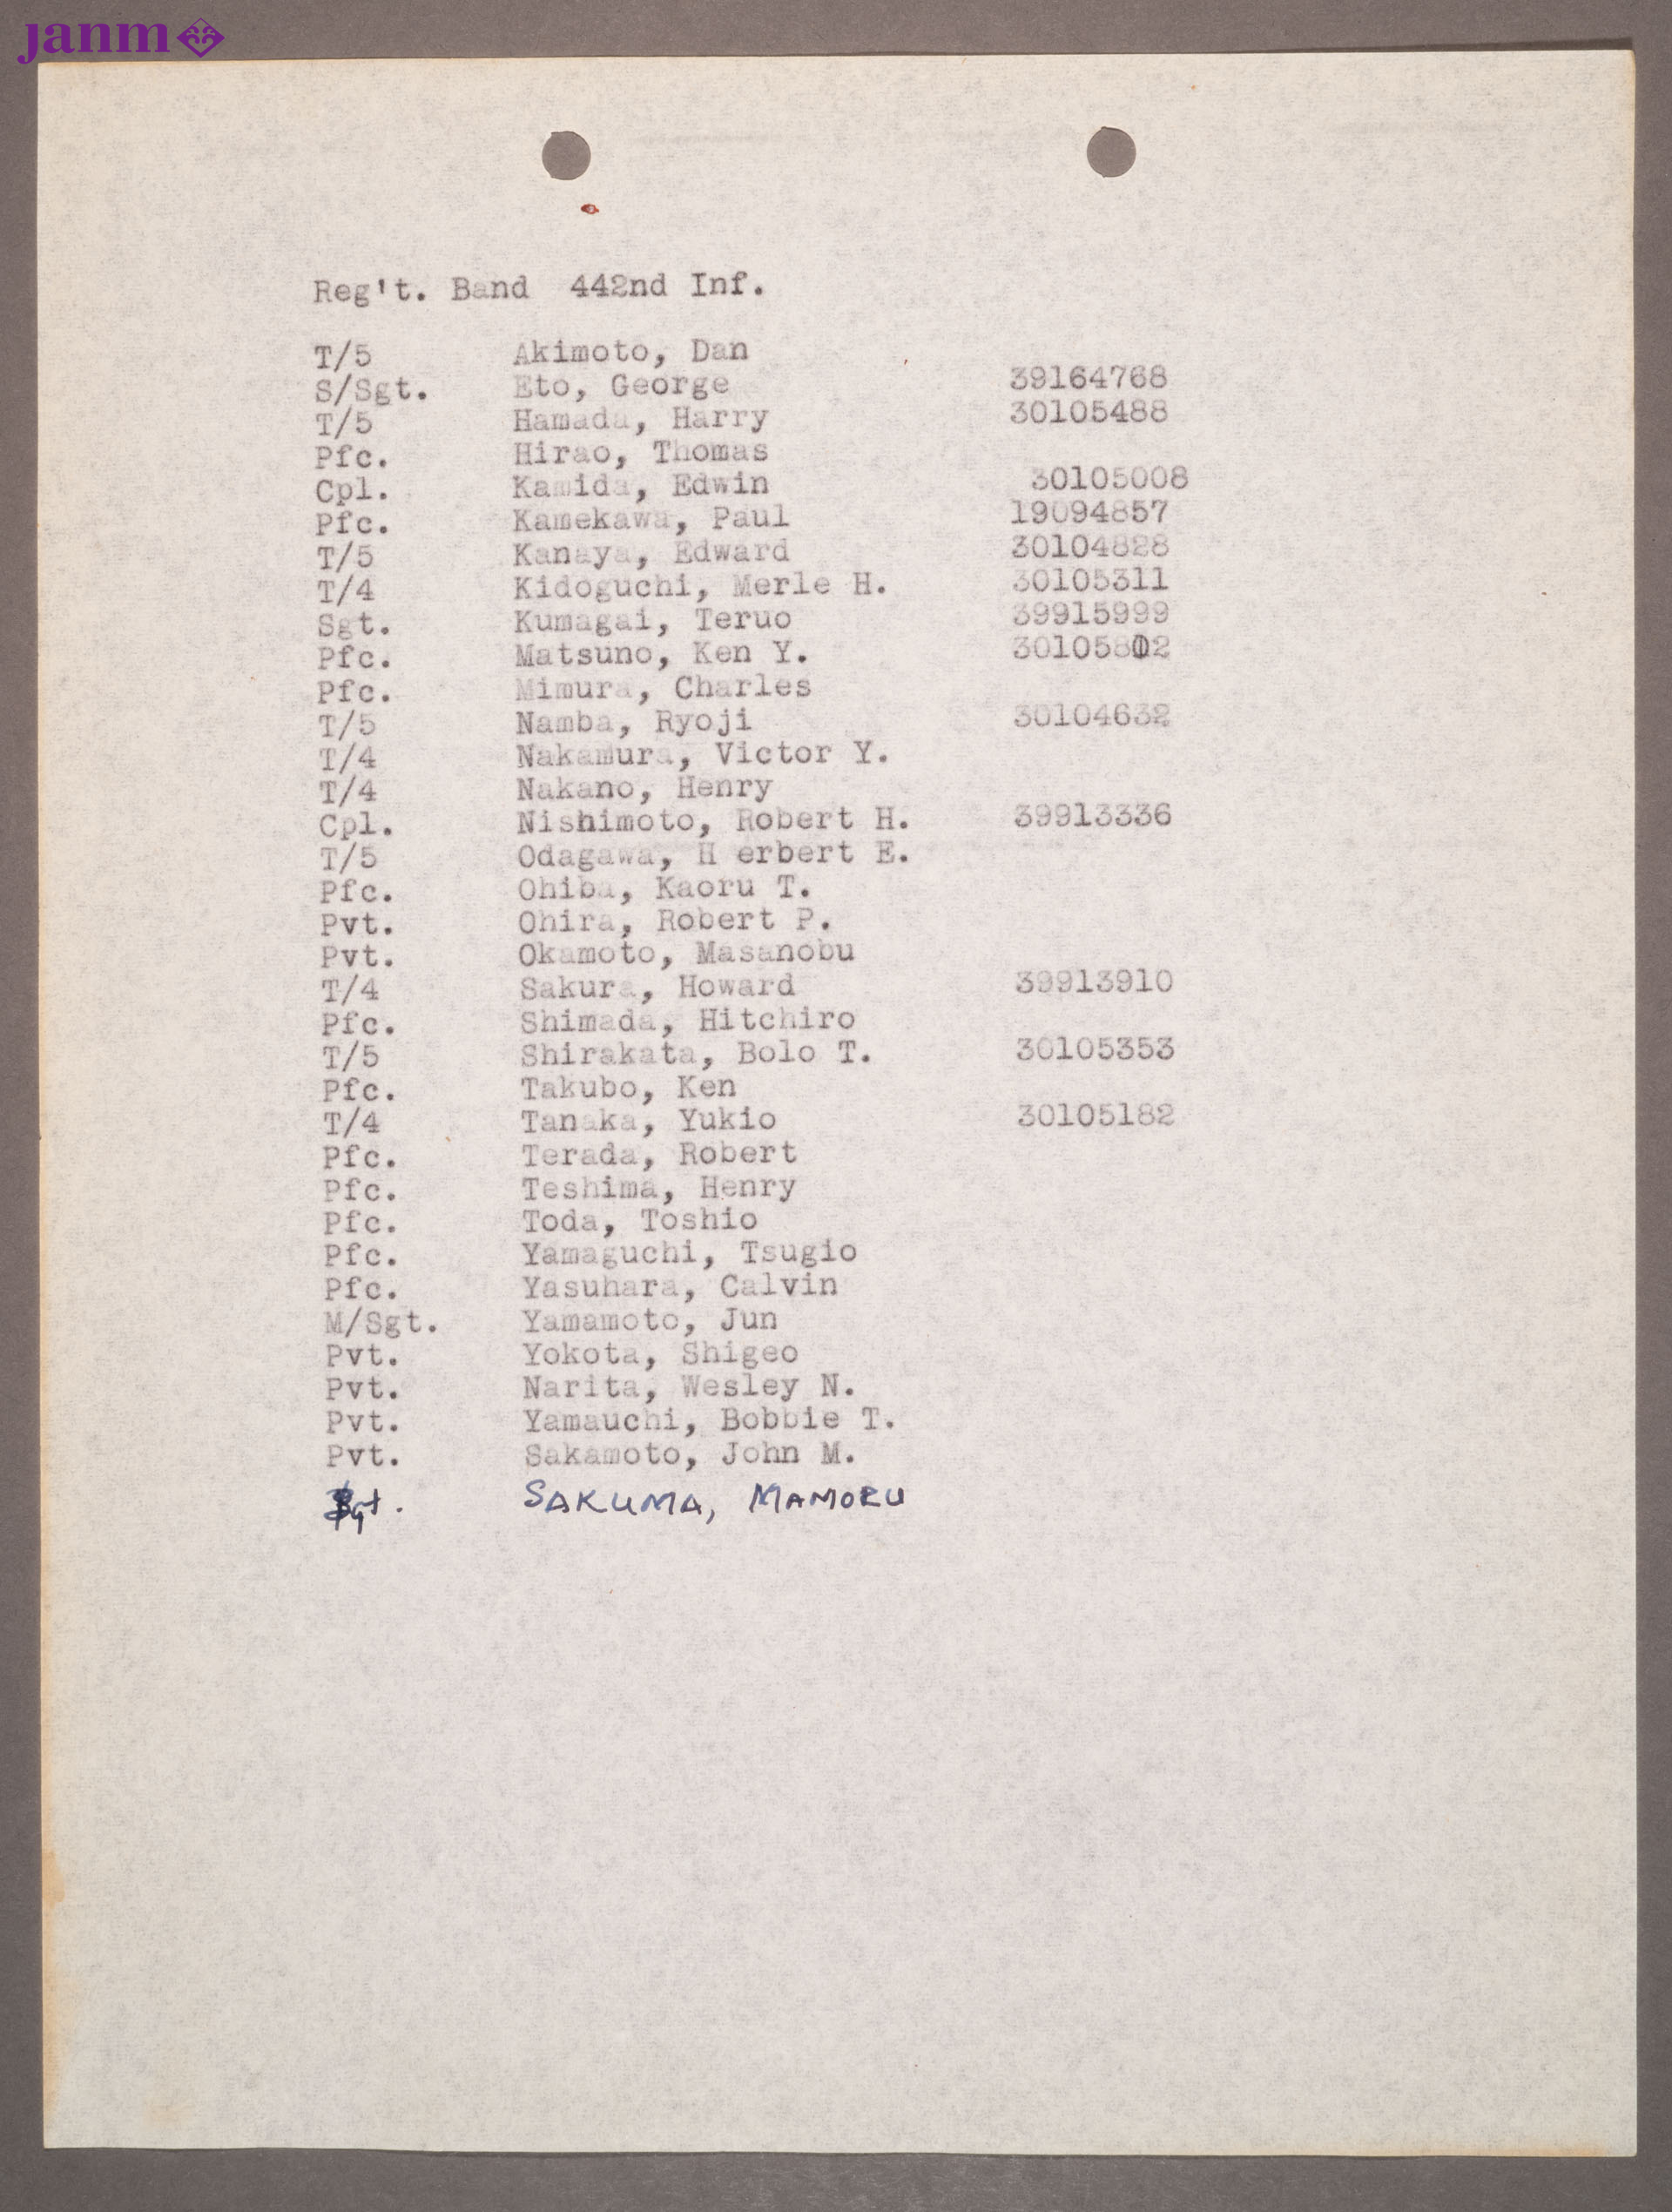 janm
Reg't. Band 442nd Inf.
T/5 Akimoto, Dan
S/Sgt. Eto, George 39164768
T/5 Hamada, Harry 30105488
Pfc. Hirao, Thomas
Cpl. Kamida, Edwin 30105008
Pfc. Kamekawa, Paul 19094857
T/5 Kanaya, Edward 30104828
T/4 Kidoguchi, Merle H. 30105311
Sgt. Kumagai, Teruo 39915999
Pfc. Matsuno, Ken Y.
Pfc. Mimura, Charles
T/5 Namba, Ryoji 30104632
T/4 Nakamura, Victor Y.
T/4 Nakano, Henry
Cpl. Nishimoto, Robert H. 39913336
T/5 Odagawa, H erbert E.
Pfc. Ohiba, Kaoru T.
Pvt. Ohira, Robert P.
Pvt. Okamoto, Masanobu
T/4 Sakura, Howard 39913910
Pfc. Shimada, Hitchiro
T/5 Shirakata, Bolo T. 30105353
Pfc. Takubo, Ken
T/4 Tanaka, Yukio 30105182
Pfc. Terada, Robert
Pfc. Teshima, Henry
Pfc. Toda, Toshio
Pfc. Yamaguchi, Tsugio
Pfc. Yasuhara, Calvin
M/Sgt. Yamamoto, Jun
Pvt. Yokota, Shigeo
Pvt. Narita, Wesley N.
Pvt. Yamauchi, Bobbie T.
Pvt. Sakamoto, John M.
SAKUMA, MAMORU